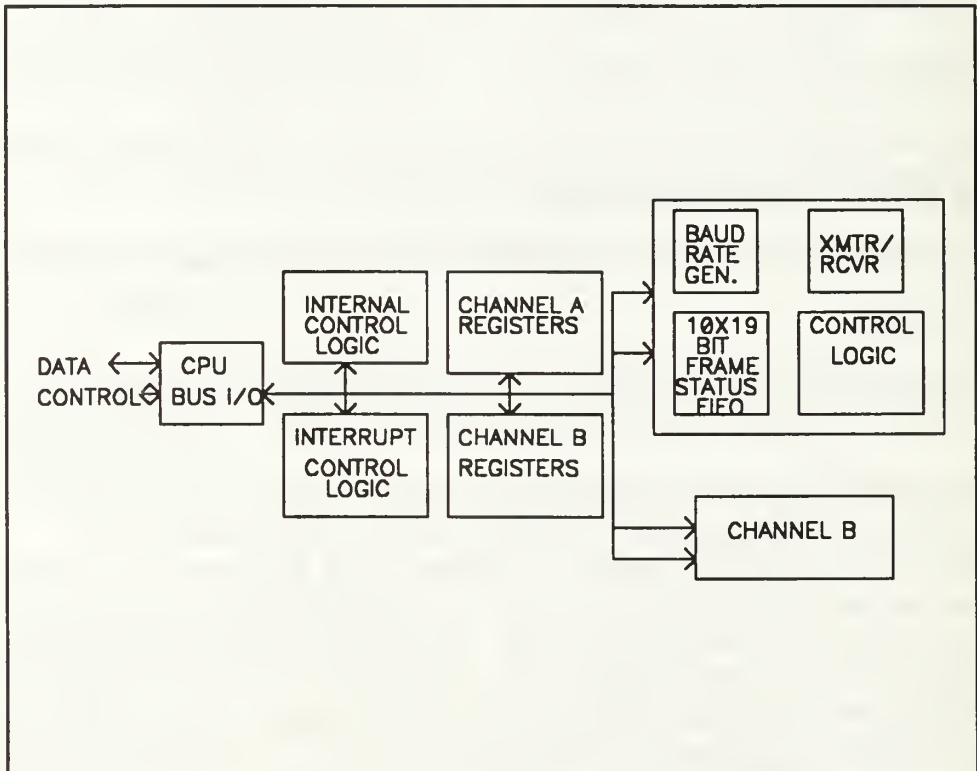 DATA
CONTROL
CPU
BUS I/O
INTERNAL
CONTROL
LOGIC
INTERRUPT
CONTROL
LOGIC
CHANNEL A
REGISTERS
CHANNEL B
REGISTERS
BAUD
RATE
GEN.
XMTR/
RCVR
10X19
BIT
FRAME
STATUS
FIFO
CONTROL
LOGIC
CHANNEL B